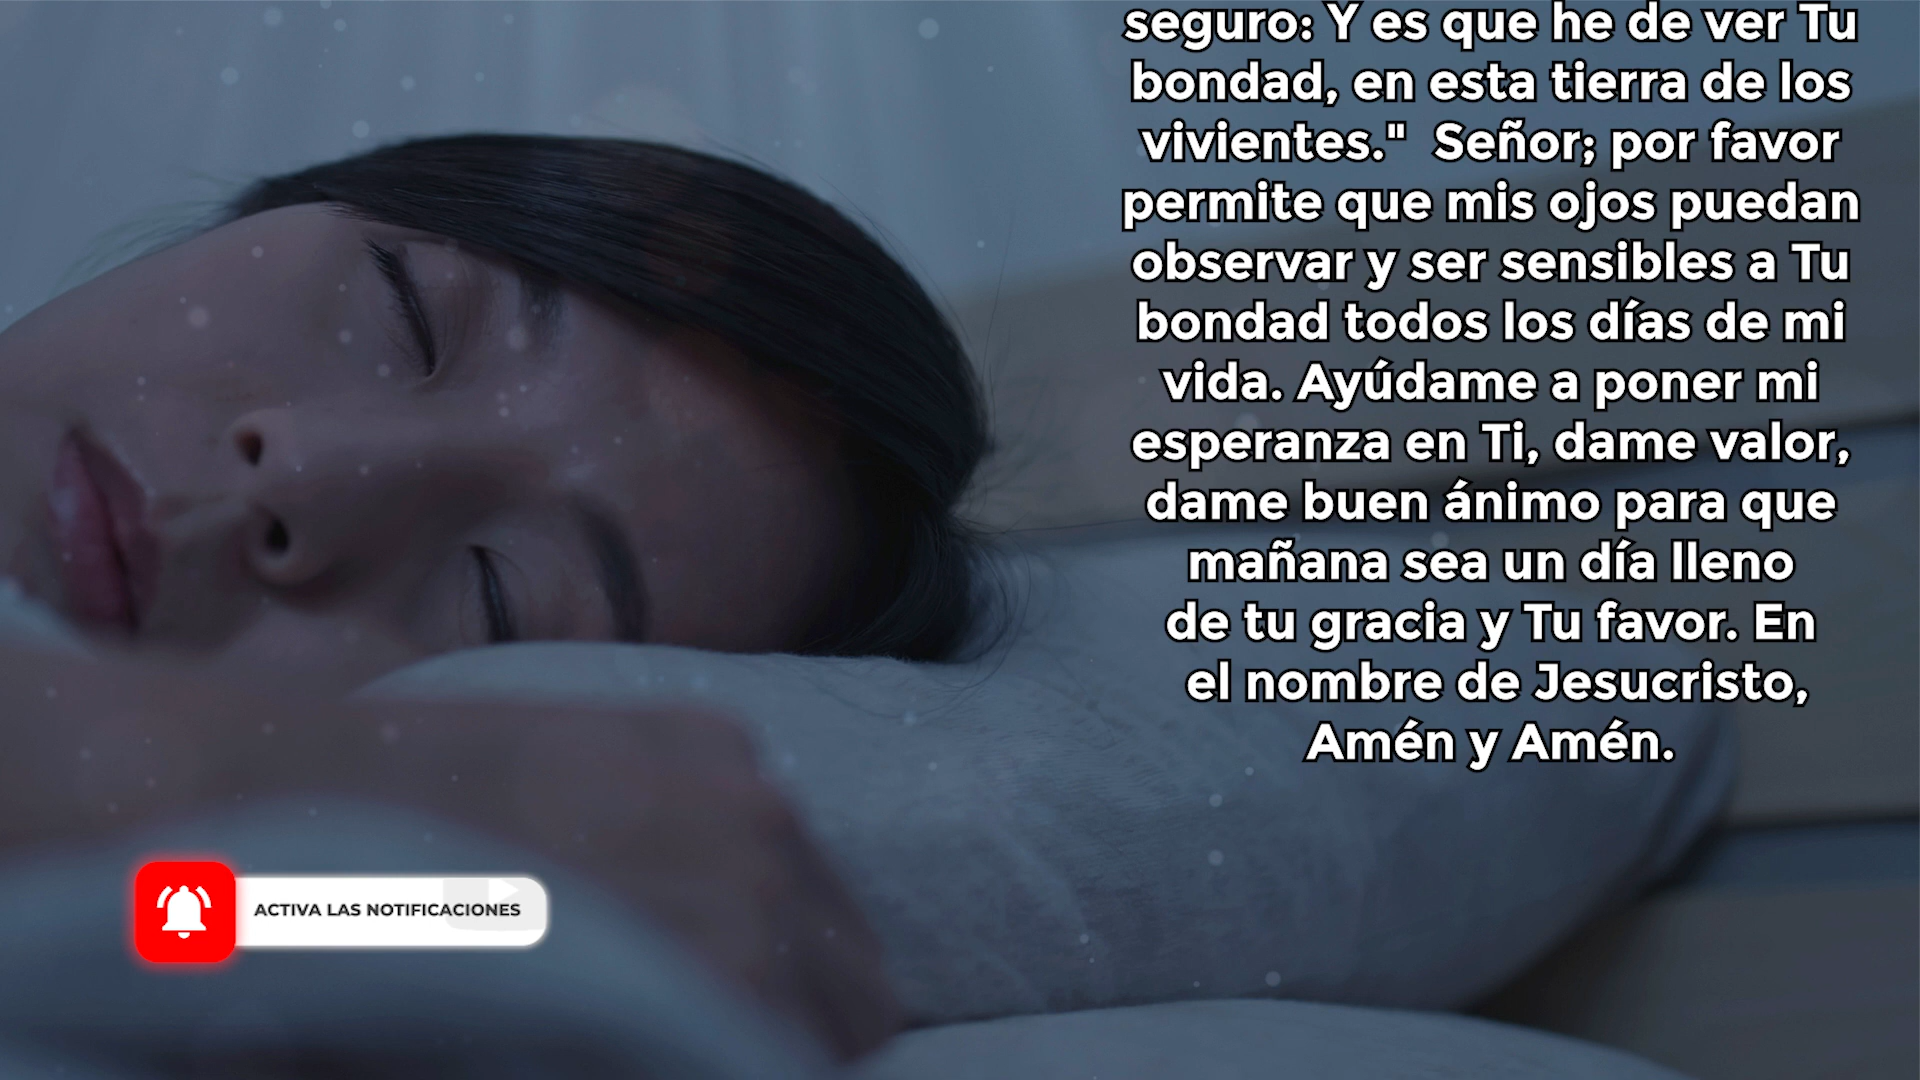 seguro: Y es que he de ver Tu
bondad, en esta tierra de los
vivientes."  Señor; por favor
permite que mis ojos puedan
observar y ser sensibles a Tu
bondad todos los días de mi
vida. Ayúdame a poner mi
esperanza en Ti, dame valor,
dame buen ánimo para que
mañana sea un día lleno
de tu gracia y Tu favor. En
el nombre de Jesucristo,
Amén y Amén.
ACTIVA LAS NOTIFICACIONES